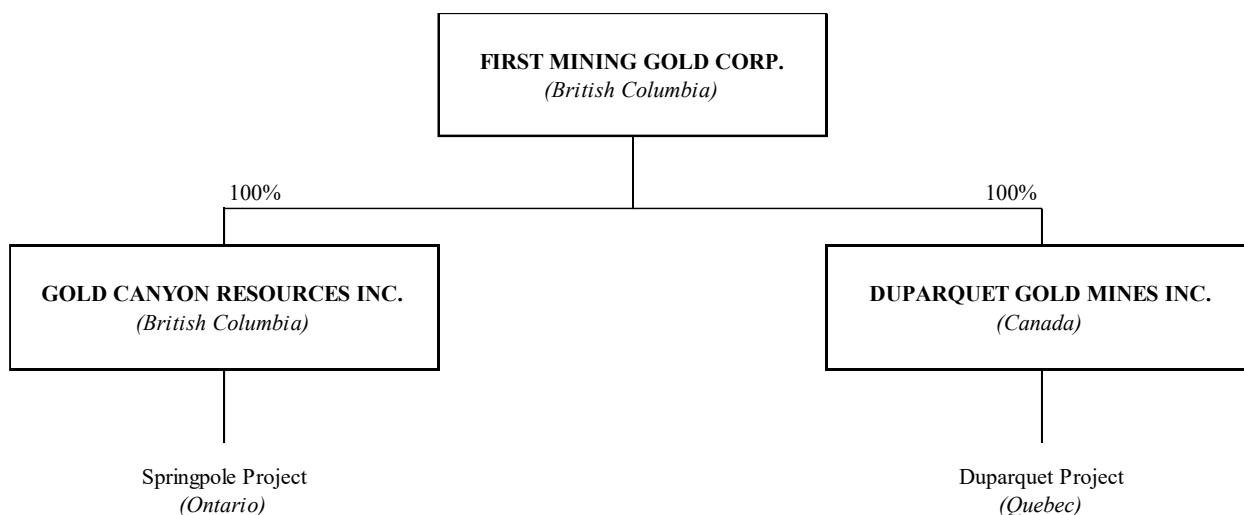 FIRST MINING GOLD CORP.
(British Columbia)
100%
100%
GOLD CANYON RESOURCES INC.
(British Columbia)
DUPARQUET GOLD MINES INC.
(Canada)
Springpole Project
(Ontario)
Duparquet Project
(Quebec)